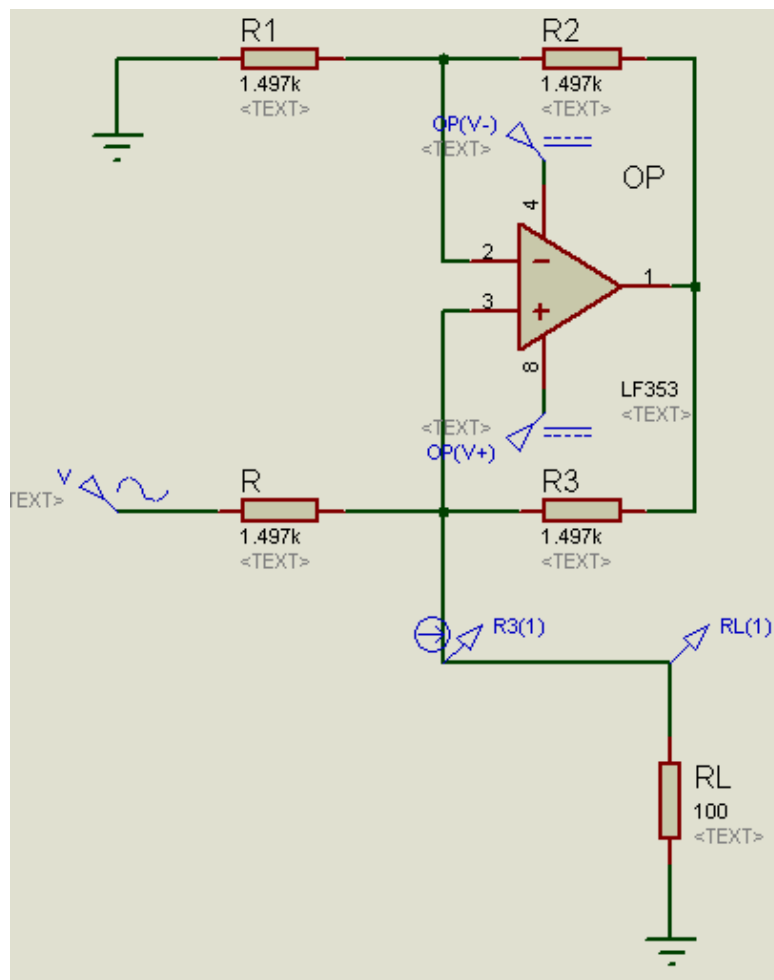 R1
1.497k
<TEXT>
R2
1.497k
<TEXT>
OP(V-)
<TEXT>
4
OP
2
3
1
8
LF353
<TEXT>
<TEXT>
OP(V+)
V
TEXT>
R
1.497k
<TEXT>
R3
1.497k
<TEXT>
R3(1)
RL(1)
RL
100
<TEXT>